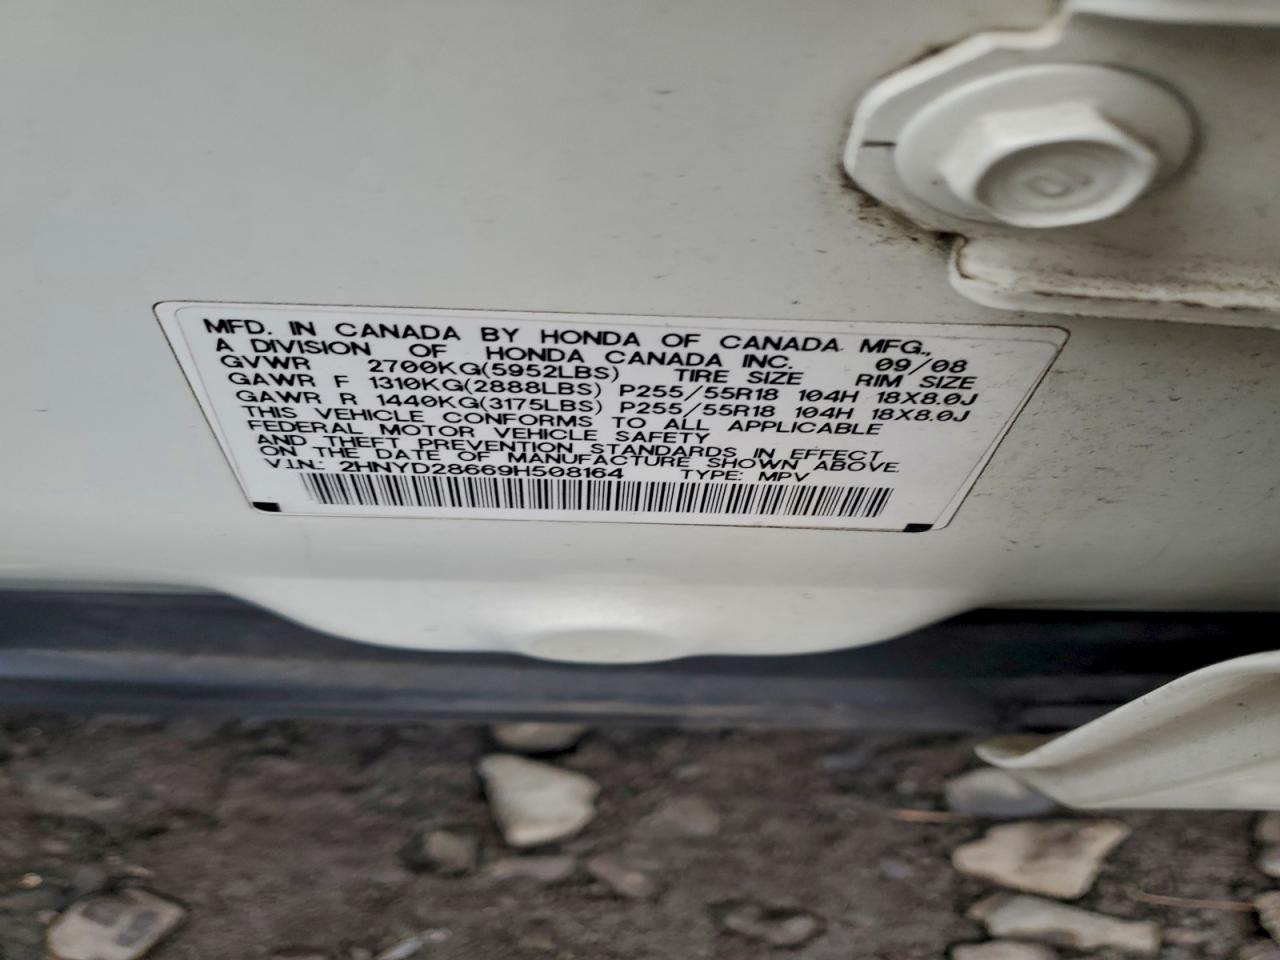 MFD. IN CANADA BY HONDA OF CANADA MFG.,
A DIVISION OF HONDA CANADA INC. 09/08
GVWR 2700KG(5952LBS) TIRE SIZE RIM SIZE
GAWR F 1310KG(2888LBS) P255/55R18 104H 18X8.0J
GAWR R 1440KG(3175LBS) P255/55R18 104H 18X8.0J
THIS VEHICLE CONFORMS TO ALL APPLICABLE
FEDERAL MOTOR VEHICLE SAFETY
AND THEFT PREVENTION STANDARDS IN EFFECT
ON THE DATE OF MANUFACTURE SHOWN ABOVE
V.I.N.: 2HNYD28669H508164 TYPE: MPV